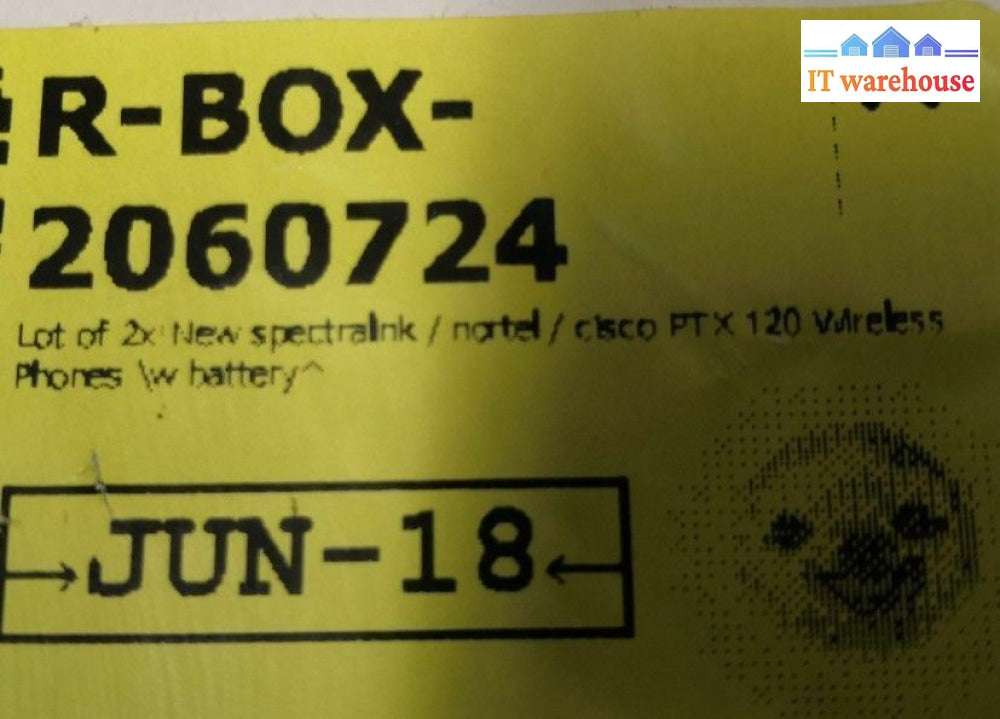 IT warehouse
R-BOX-
2060724
Lot of 2x New spectralink / nortel / cisco PTX 120 Wireless
Phones \w battery^
JUN-18